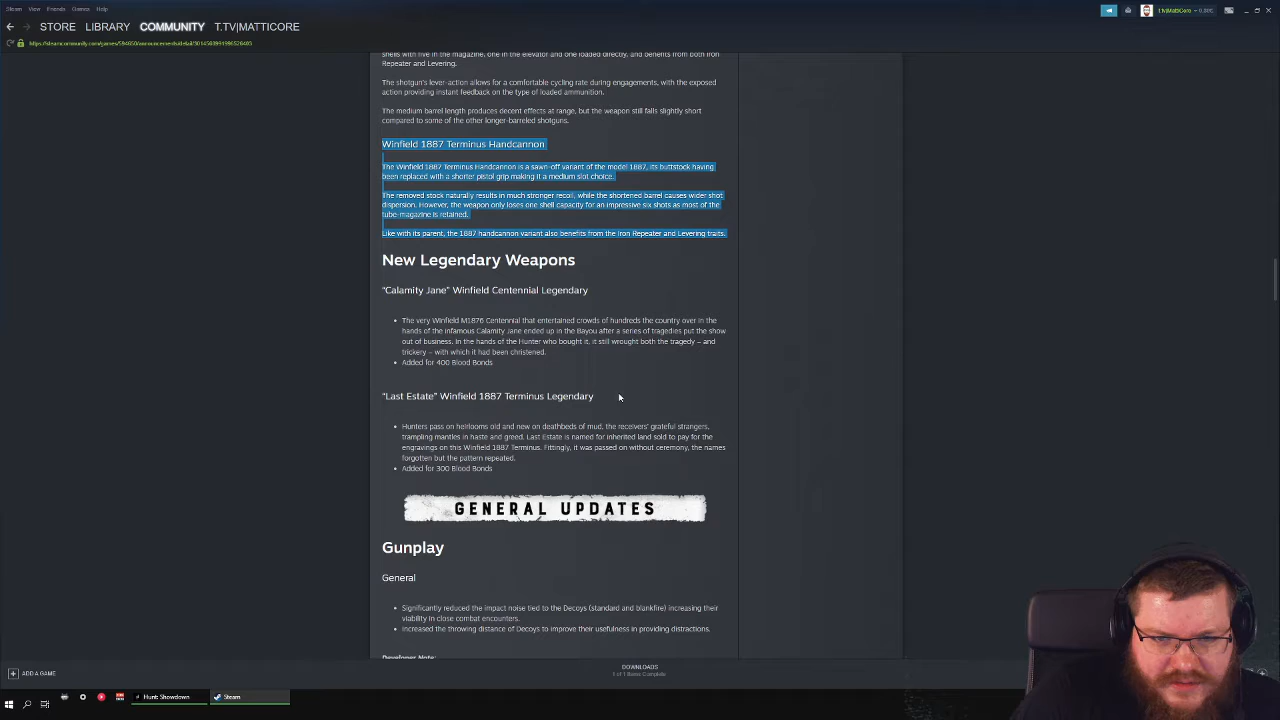 Steam View Friends Games Help
T.TV|MattiCore
STORE LIBRARY COMMUNITY T.TV|MATTICORE
shells with five in the magazine, one in the elevator and one loaded directly, and benefits from both Iron
Repeater and Levering.
The shotgun's lever-action allows for a comfortable cycling rate during engagements, with the exposed
action providing instant feedback on the type of loaded ammunition.
The medium barrel length produces decent effects at range, but the weapon still falls slightly short
compared to some of the other longer-barreled shotguns.
Winfield 1887 Terminus Handcannon
The Winfield 1887 Terminus Handcannon is a sawn-off variant of the model 1887, its buttstock having
been replaced with a shorter pistol grip making it a medium slot choice.
The removed stock naturally results in much stronger recoil, while the shortened barrel causes wider shot
dispersion. However, the weapon only loses one shell capacity for an impressive six shots as most of the
tube-magazine is retained.
Like with its parent, the 1887 handcannon variant also benefits from the Iron Repeater and Levering traits.
New Legendary Weapons
"Calamity Jane" Winfield Centennial Legendary
• The very Winfield M1876 Centennial that entertained crowds of hundreds the country over in the
hands of the infamous Calamity Jane ended up in the Bayou after a series of tragedies put the show
out of business. In the hands of the Hunter who bought it, it still wrought both the tragedy – and
trickery – with which it had been christened.
• Added for 400 Blood Bonds
"Last Estate" Winfield 1887 Terminus Legendary
• Hunters pass on heirlooms old and new on deathbeds of mud, the receivers' grateful strangers,
trampling mantles in haste and greed. Last Estate is named for inherited land sold to pay for the
engravings on this Winfield 1887 Terminus. Fittingly, it was passed on without ceremony, the names
forgotten but the pattern repeated.
• Added for 300 Blood Bonds
GENERAL UPDATES
Gunplay
General
• Significantly reduced the impact noise tied to the Decoys (standard and blankfire) increasing their
viability in close combat encounters.
• Increased the throwing distance of Decoys to improve their usefulness in providing distractions.
Developer Note:
ADD A GAME
DOWNLOADS
1 of 1 Items Complete
Hunt: Showdown
Steam